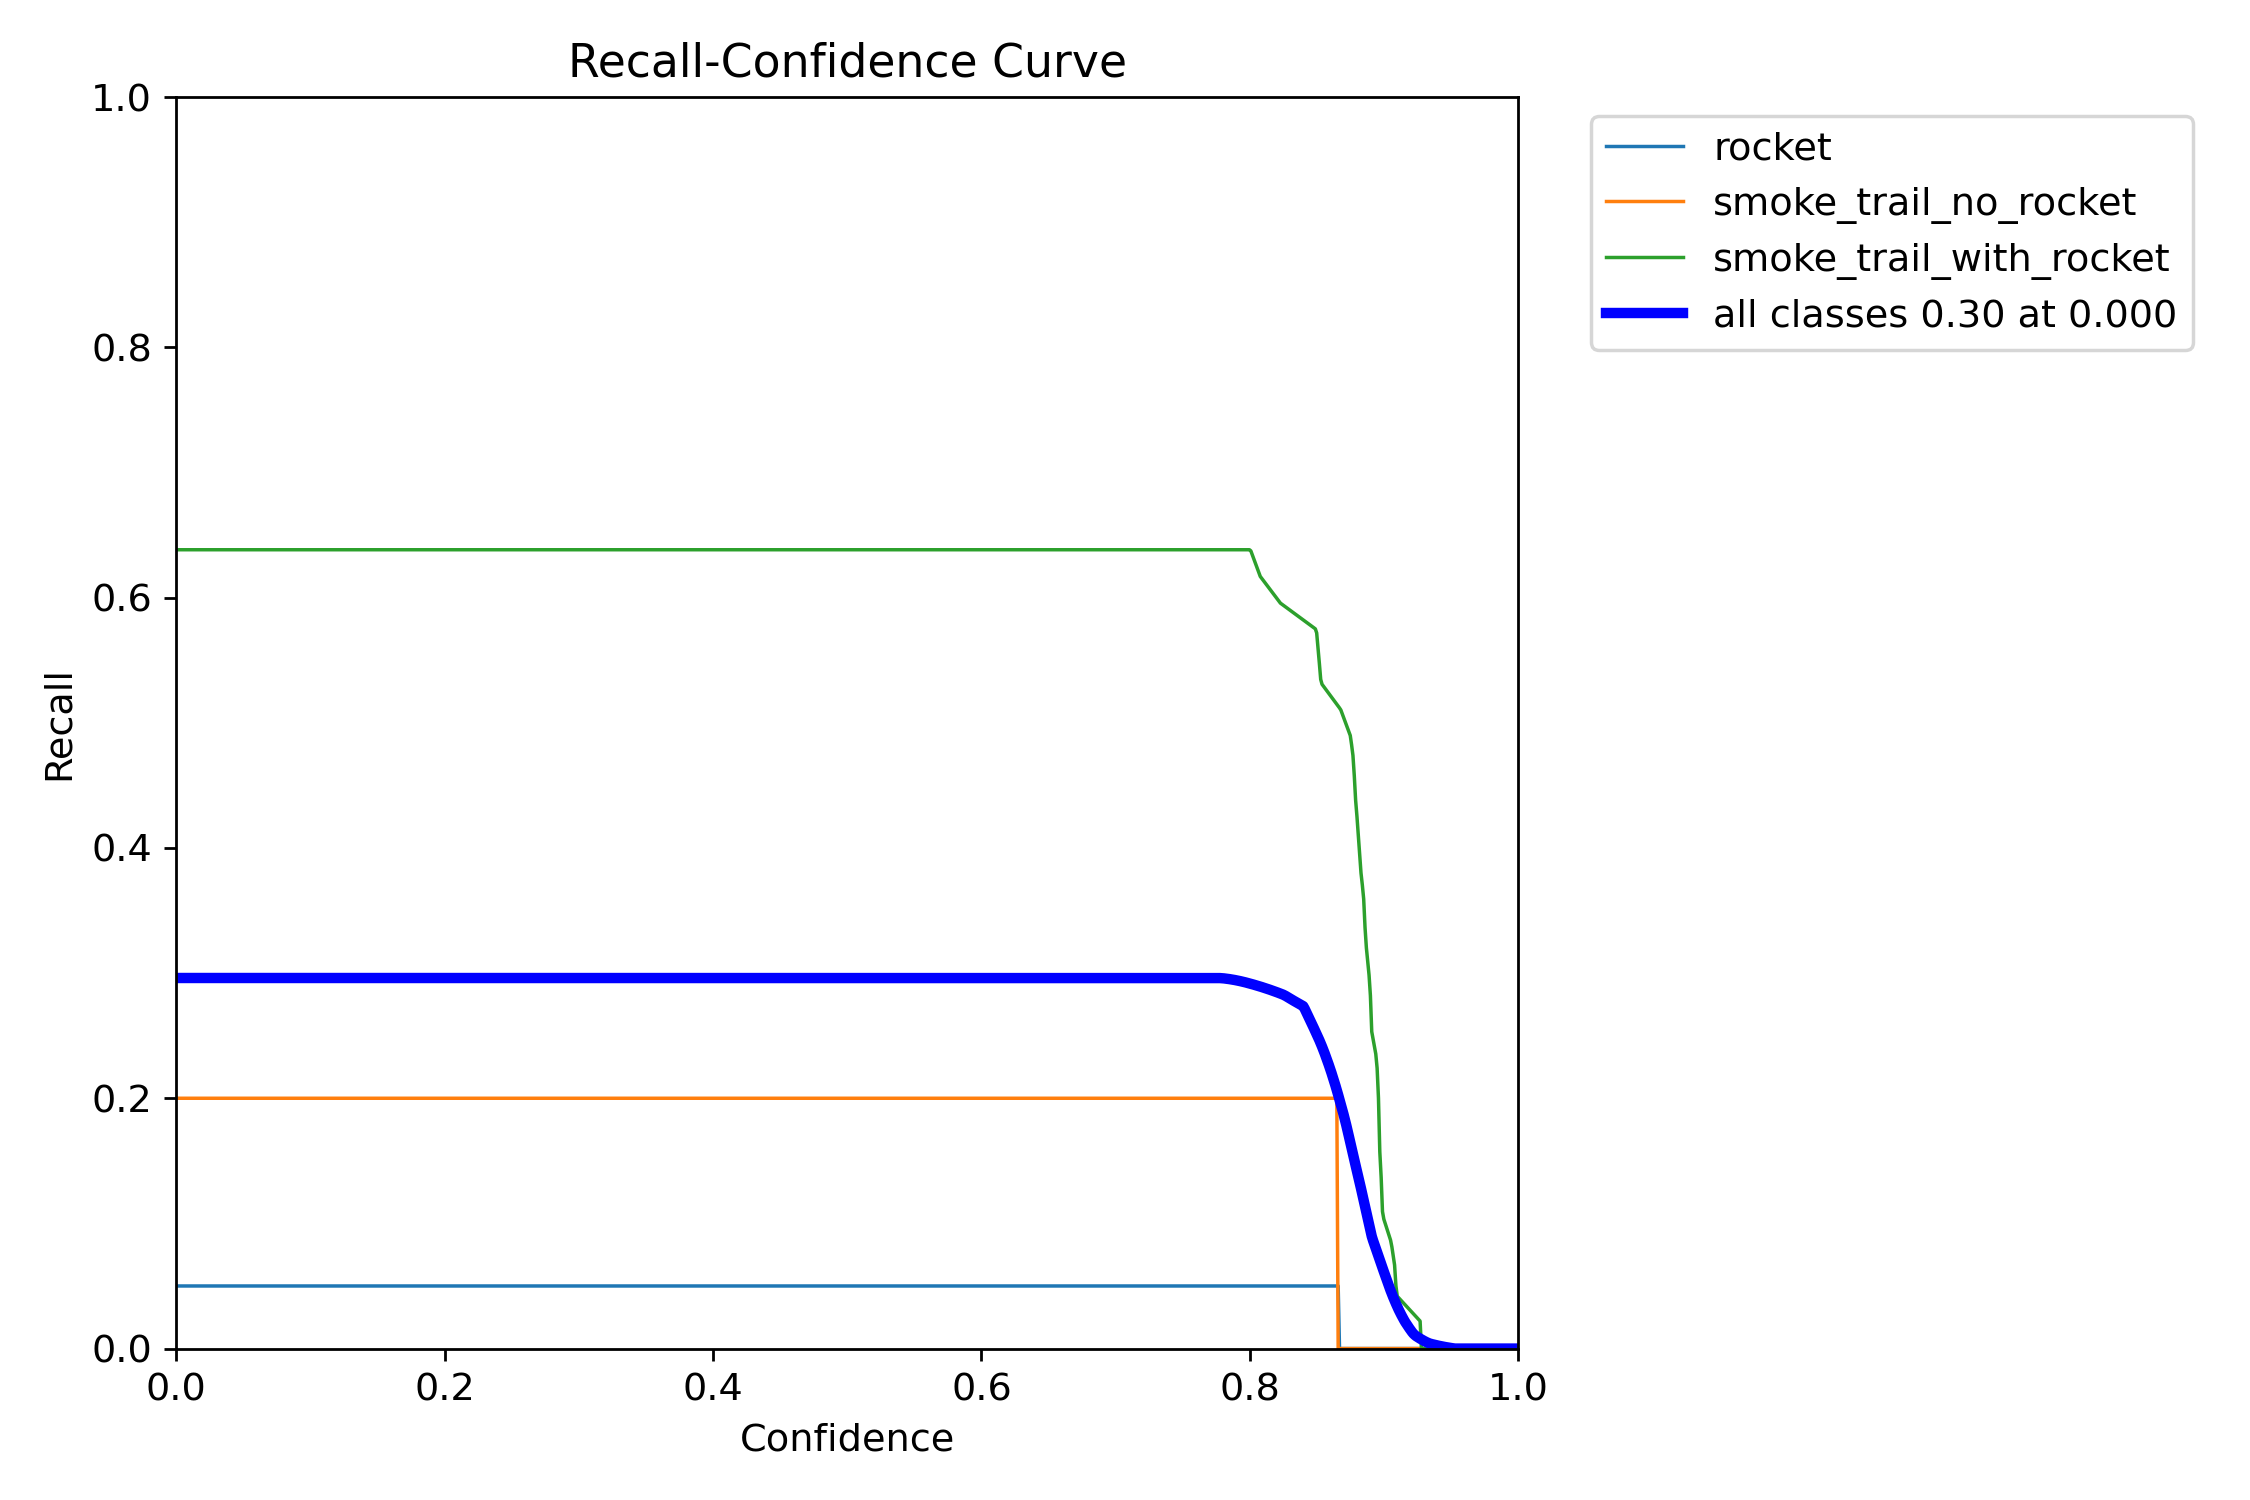 Recall-Confidence Curve
1.0
0.8
0.6
0.4
0.2
0.0
Recall
0.0 0.2 0.4 0.6 0.8 1.0
Confidence
rocket
smoke_trail_no_rocket
smoke_trail_with_rocket
all classes 0.30 at 0.000